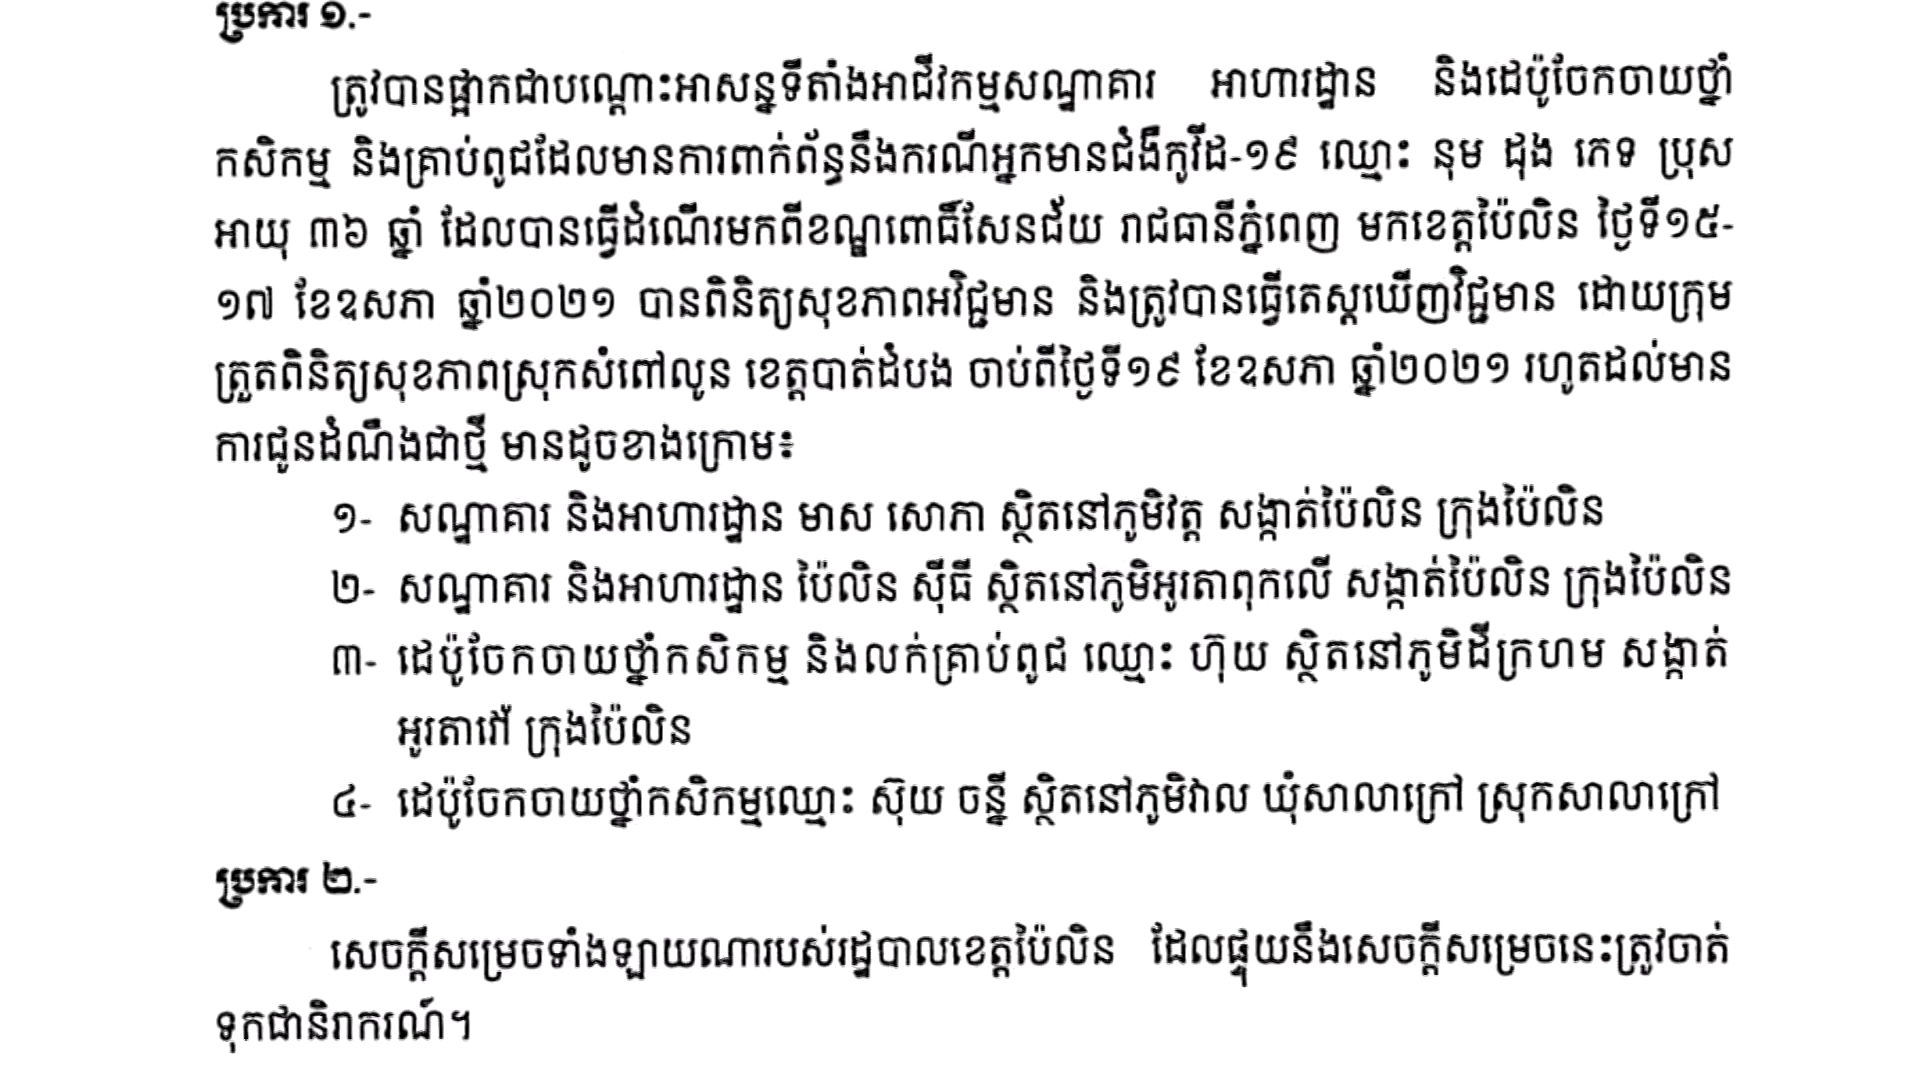 ប្រការ ១.-
ត្រូវបានផ្អាកជាបណ្តោះអាសន្នទីតាំងអាជីវកម្មសណ្ឋាគារ អាហារដ្ឋាន និងដេប៉ូចែកចាយថ្នាំ
កសិកម្ម និងគ្រាប់ពូជដែលមានការពាក់ព័ន្ធនឹងករណីអ្នកមានជំងឺកូវីដ-១៩ ឈ្មោះ នុម ដុង ភេទ ប្រុស
អាយុ ៣៦ ឆ្នាំ ដែលបានធ្វើដំណើរមកពីខណ្ឌពោធិ៍សែនជ័យ រាជធានីភ្នំពេញ មកខេត្តប៉ៃលិន ថ្ងៃទី១៥-
១៧ ខែឧសភា ឆ្នាំ២០២១ បានពិនិត្យសុខភាពអវិជ្ជមាន និងត្រូវបានធ្វើតេស្តឃើញវិជ្ជមាន ដោយក្រុម
ត្រួតពិនិត្យសុខភាពស្រុកសំពៅលូន ខេត្តបាត់ដំបង ចាប់ពីថ្ងៃទី១៩ ខែឧសភា ឆ្នាំ២០២១ រហូតដល់មាន
ការជូនដំណឹងជាថ្មី មានដូចខាងក្រោម៖
១- សណ្ឋាគារ និងអាហារដ្ឋាន មាស សោភា ស្ថិតនៅភូមិវត្ត សង្កាត់ប៉ៃលិន ក្រុងប៉ៃលិន
២- សណ្ឋាគារ និងអាហារដ្ឋាន ប៉ៃលិន ស៊ីធី ស្ថិតនៅភូមិអូរតាពុកលើ សង្កាត់ប៉ៃលិន ក្រុងប៉ៃលិន
៣- ដេប៉ូចែកចាយថ្នាំកសិកម្ម និងលក់គ្រាប់ពូជ ឈ្មោះ ហ៊ុយ ស្ថិតនៅភូមិដីក្រហម សង្កាត់
អូរតាវ៉ៅ ក្រុងប៉ៃលិន
៤- ដេប៉ូចែកចាយថ្នាំកសិកម្មឈ្មោះ ស៊ុយ ចន្នី ស្ថិតនៅភូមិវាល ឃុំសាលាក្រៅ ស្រុកសាលាក្រៅ
ប្រការ ២.-
សេចក្តីសម្រេចទាំងឡាយណារបស់រដ្ឋបាលខេត្តប៉ៃលិន ដែលផ្ទុយនឹងសេចក្តីសម្រេចនេះត្រូវចាត់
ទុកជានិរាករណ៍។